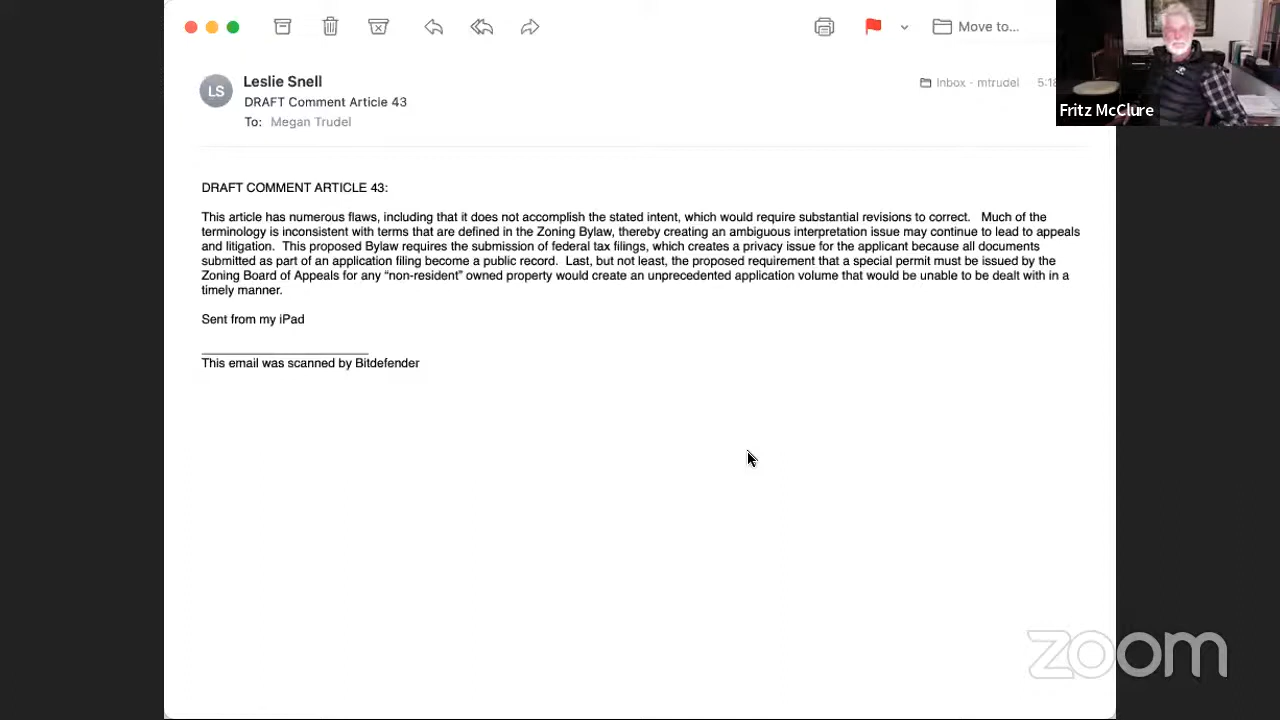 Move to...
LS
Leslie Snell
DRAFT Comment Article 43
To: Megan Trudel
Inbox - mtrudel 5:18
Fritz McClure
DRAFT COMMENT ARTICLE 43:
This article has numerous flaws, including that it does not accomplish the stated intent, which would require substantial revisions to correct. Much of the
terminology is inconsistent with terms that are defined in the Zoning Bylaw, thereby creating an ambiguous interpretation issue may continue to lead to appeals
and litigation. This proposed Bylaw requires the submission of federal tax filings, which creates a privacy issue for the applicant because all documents
submitted as part of an application filing become a public record. Last, but not least, the proposed requirement that a special permit must be issued by the
Zoning Board of Appeals for any “non-resident” owned property would create an unprecedented application volume that would be unable to be dealt with in a
timely manner.
Sent from my iPad
This email was scanned by Bitdefender
zoom